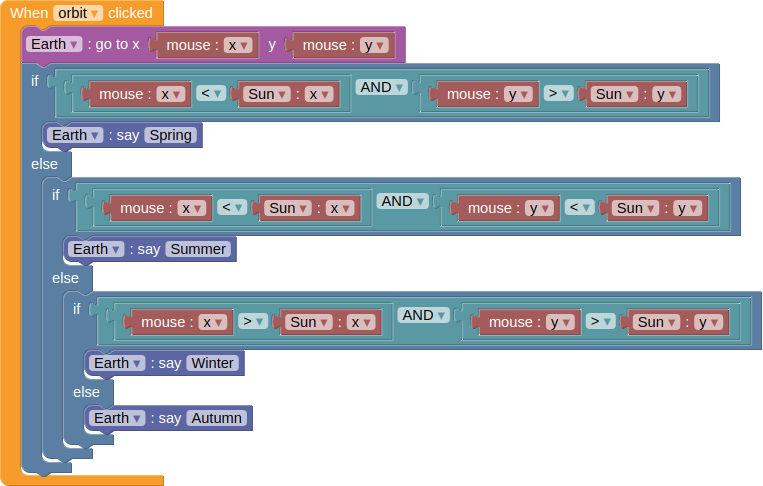 When orbit clicked
Earth : go to x mouse : x y mouse : y
if mouse : x < Sun : x AND mouse : y > Sun : y
Earth : say Spring
else
if mouse : x < Sun : x AND mouse : y < Sun : y
Earth : say Summer
else
if mouse : x > Sun : x AND mouse : y > Sun : y
Earth : say Winter
else
Earth : say Autumn